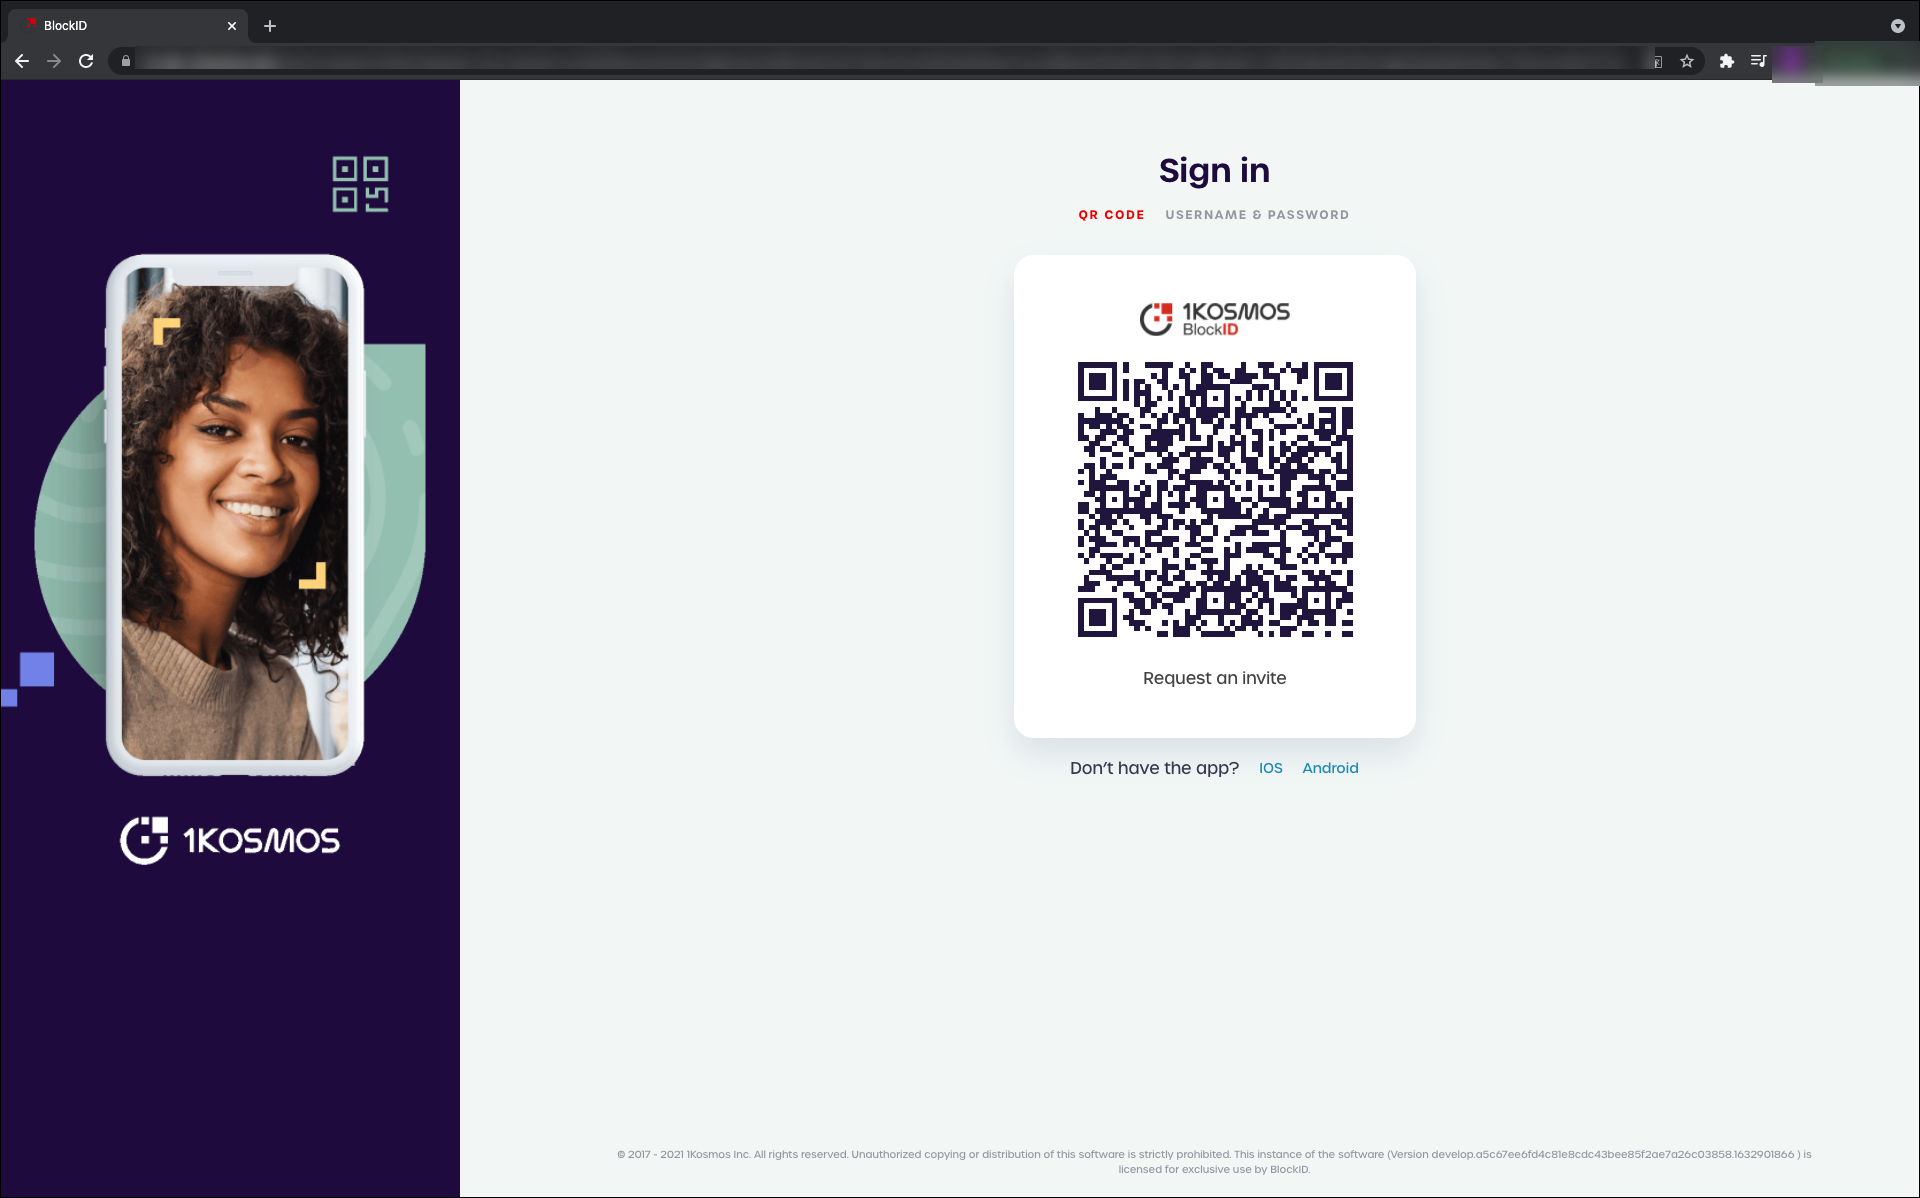 BlockID
Sign in
QR CODE USERNAME & PASSWORD
1KOSMOS
BlockID
Request an invite
Don't have the app? IOS Android
1KOSMOS
© 2017 - 2021 1Kosmos Inc. All rights reserved. Unauthorized copying or distribution of this software is strictly prohibited. This instance of the software (Version develop.a5c67ee6fd4c81e8cdc43bee85f2ae7a26c03858.1632901866 ) is
licensed for exclusive use by BlockID.